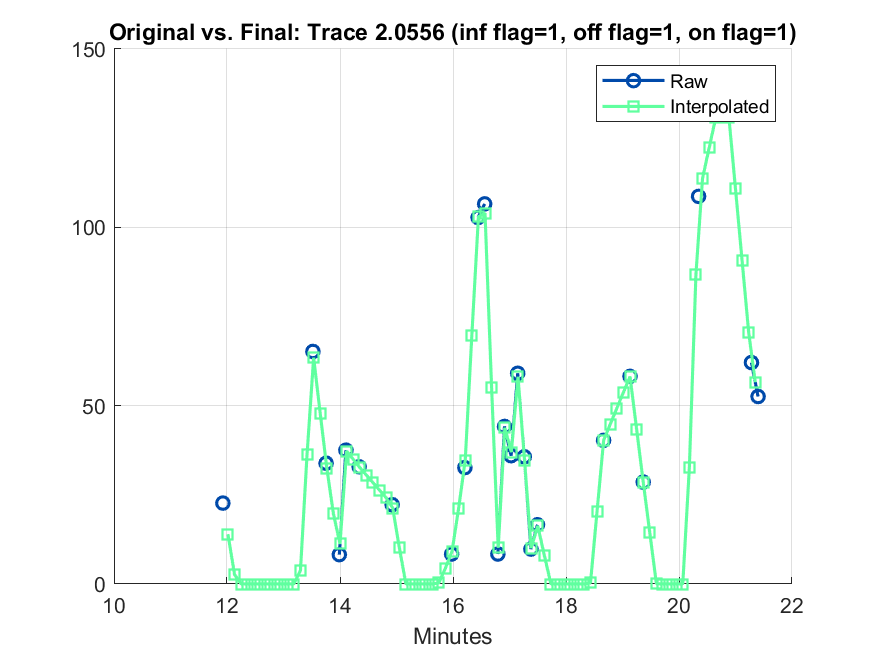 Original vs. Final: Trace 2.0556 (inf flag=1, off flag=1, on flag=1)
150
100
50
0
Raw
Interpolated
10 12 14 16 18 20 22
Minutes